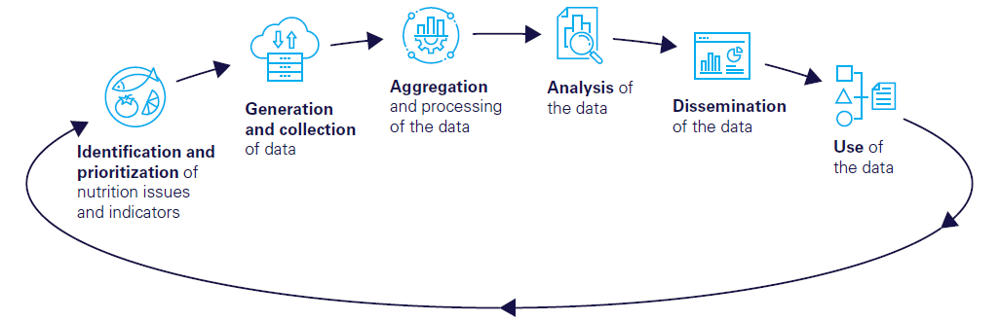 Identification and
prioritization of
nutrition issues
and indicators
Generation
and collection
of data
Aggregation
and processing
of the data
Analysis of
the data
Dissemination
of the data
Use of
the data